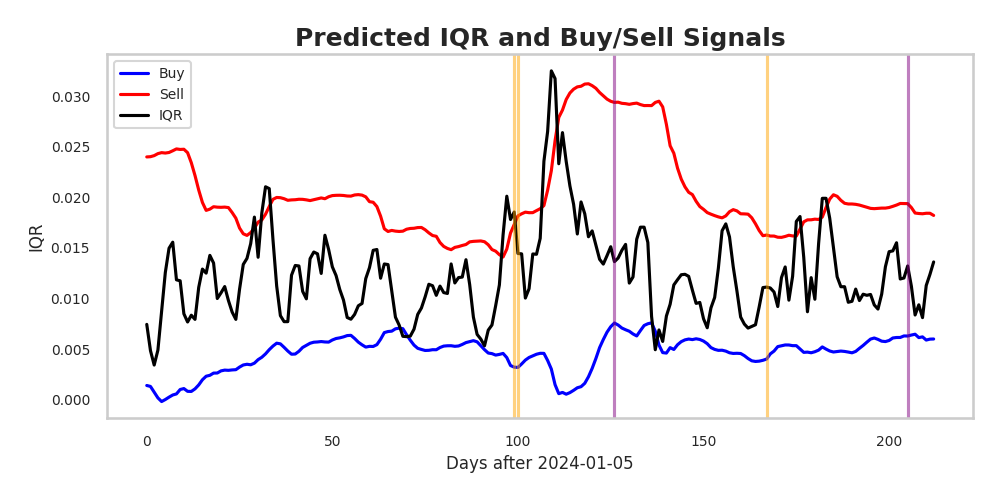 Predicted IQR and Buy/Sell Signals
Buy
Sell
IQR
0.030
0.025
0.020
0.015
0.010
0.005
0.000
IQR
0 50 100 150 200
Days after 2024-01-05